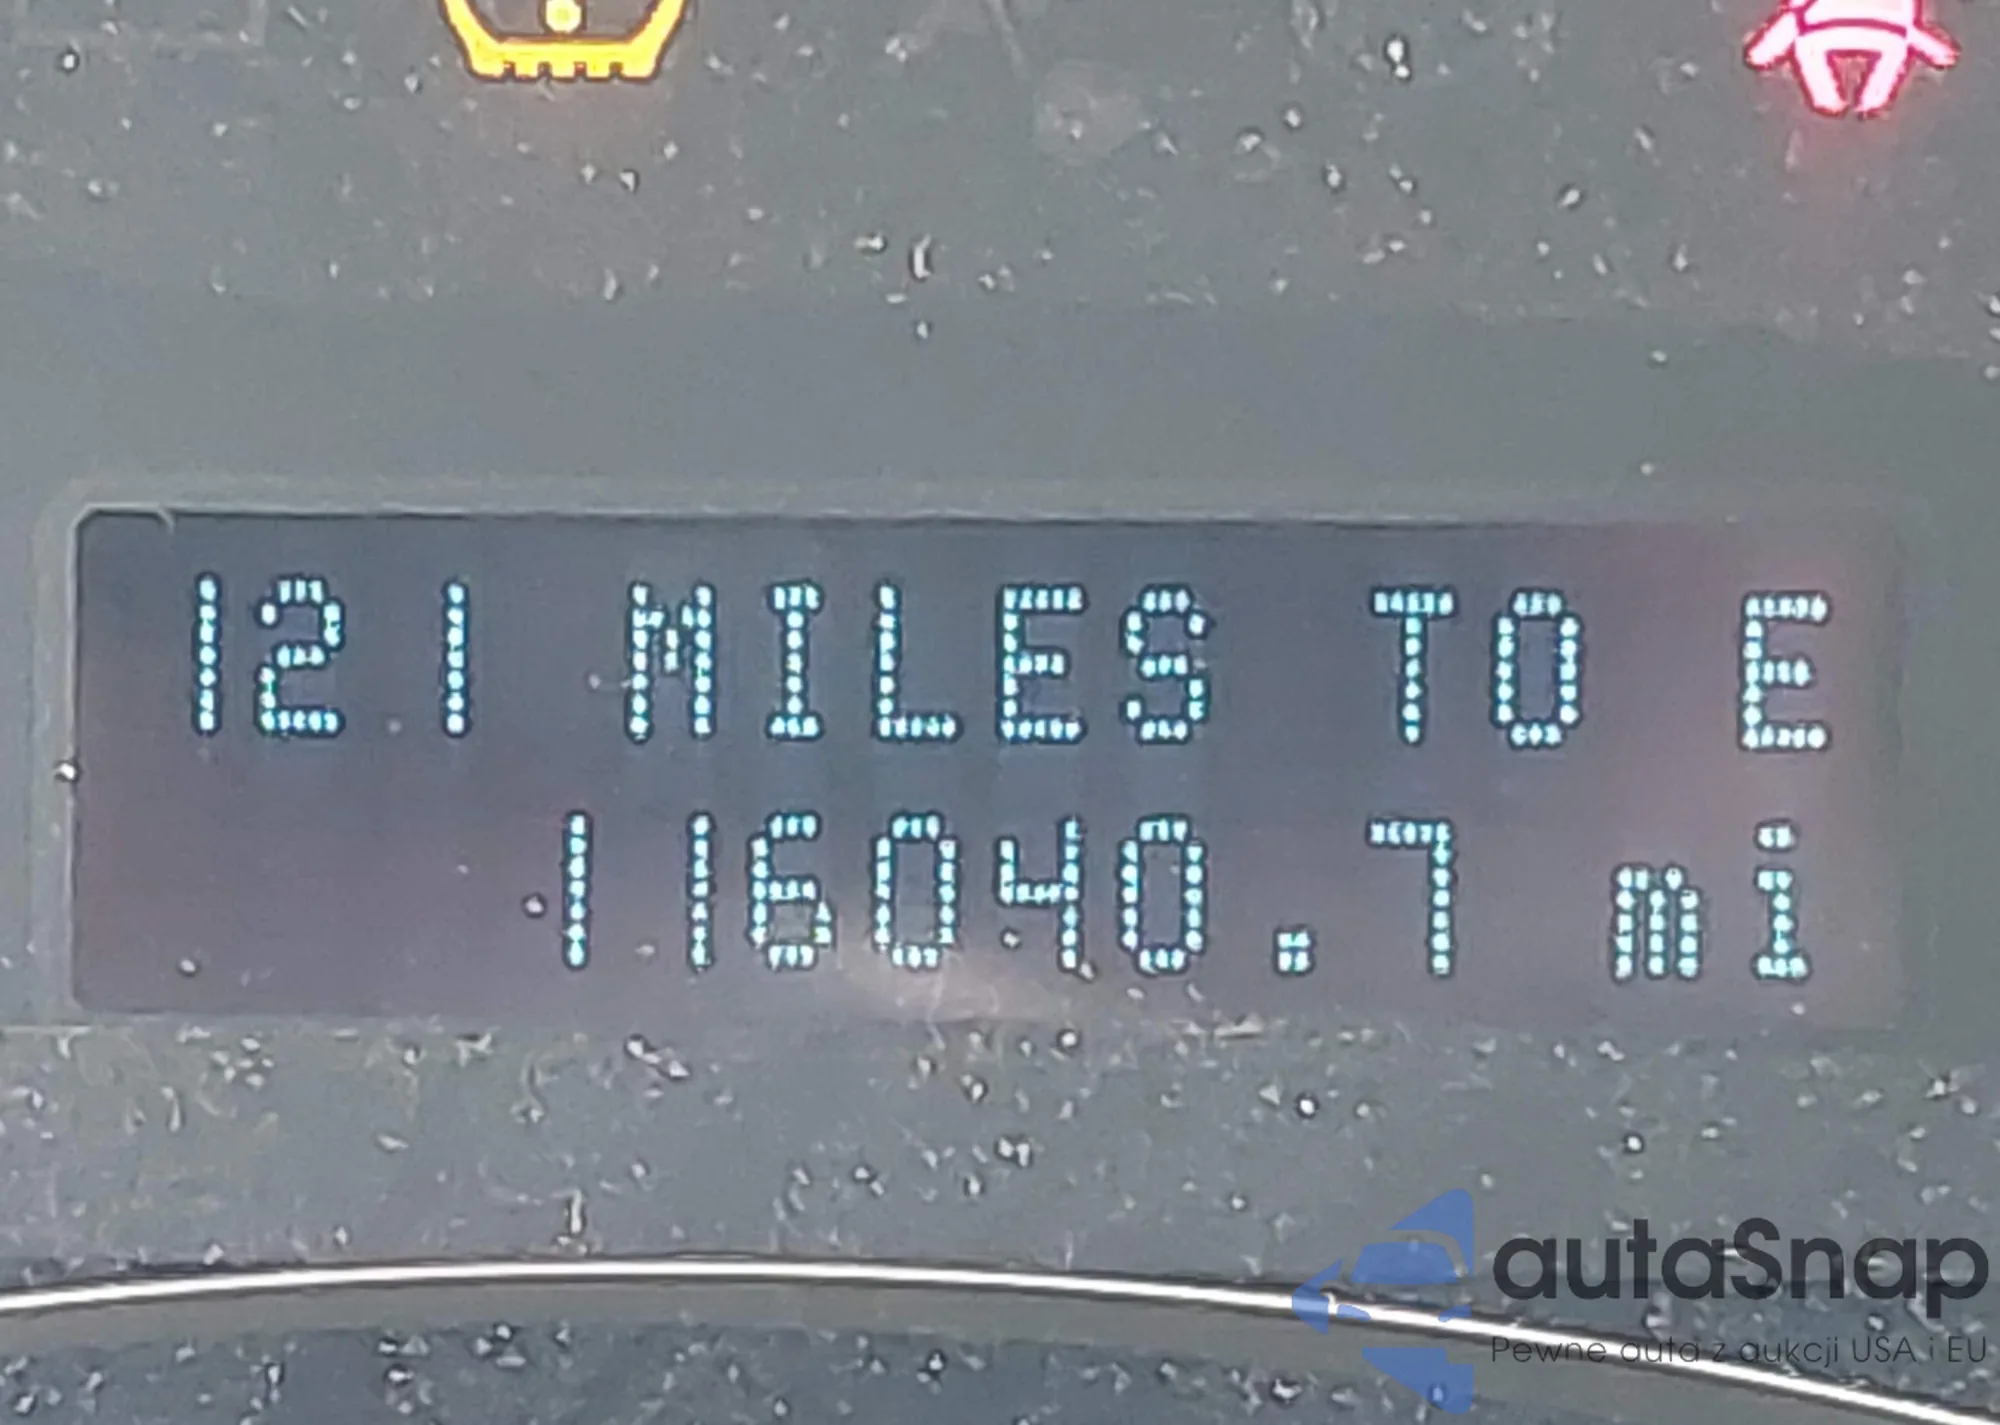 121 MILES TO E
116040.7 mi
autaSnap
Pewne auta z aukcji USA i EU